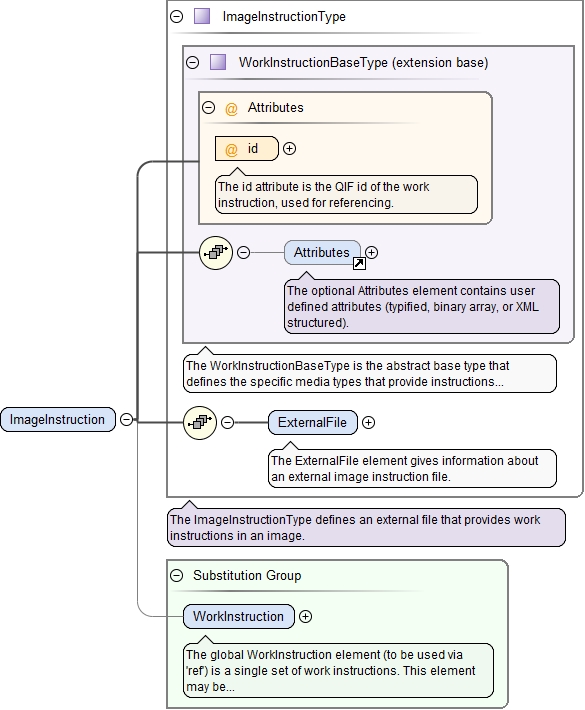 ImageInstructionType
WorkInstructionBaseType (extension base)
@ Attributes
@ id
The id attribute is the QIF id of the work
instruction, used for referencing.
Attributes
The optional Attributes element contains user
defined attributes (typified, binary array, or XML
structured).
The WorkInstructionBaseType is the abstract base type that
defines the specific media types that provide instructions...
ImageInstruction
ExternalFile
The ExternalFile element gives information about
an external image instruction file.
The ImageInstructionType defines an external file that provides work
instructions in an image.
Substitution Group
WorkInstruction
The global WorkInstruction element (to be used via
'ref') is a single set of work instructions. This element
may be...